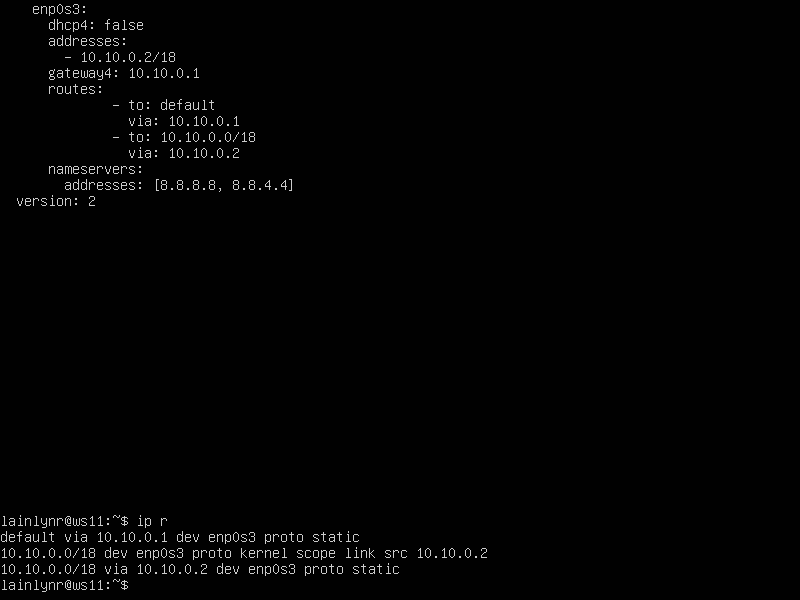 enp0s3:
dhcp4: false
addresses:
- 10.10.0.2/18
gateway4: 10.10.0.1
routes:
- to: default
via: 10.10.0.1
- to: 10.10.0.0/18
via: 10.10.0.2
nameservers:
addresses: [8.8.8.8, 8.8.4.4]
version: 2
lainlynr@ws11:~$ ip r
default via 10.10.0.1 dev enp0s3 proto static
10.10.0.0/18 dev enp0s3 proto kernel scope link src 10.10.0.2
10.10.0.0/18 via 10.10.0.2 dev enp0s3 proto static
lainlynr@ws11:~$